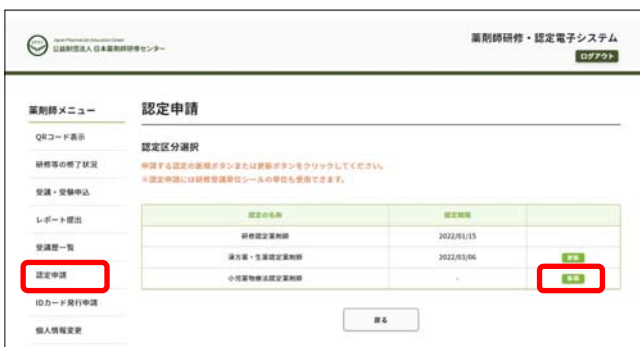 Japan Pharmacists Education Center
公益財団法人 日本薬剤師研修センター
薬剤師研修・認定電子システム
ログアウト
薬剤師メニュー
QRコード表示
研修等の修了状況
受講・受験申込
レポート提出
受講歴一覧
認定申請
IDカード発行申請
個人情報変更
認定申請
認定区分選択
申請する認定の新規ボタンまたは更新ボタンをクリックしてください。
※認定申請には研修受講単位シールの単位も使用できます。
認定の名称 認定期限
研修認定薬剤師 2022/01/15
漢方薬・生薬認定薬剤師 2022/03/06 更新
小児薬物療法認定薬剤師 - 新規
戻る